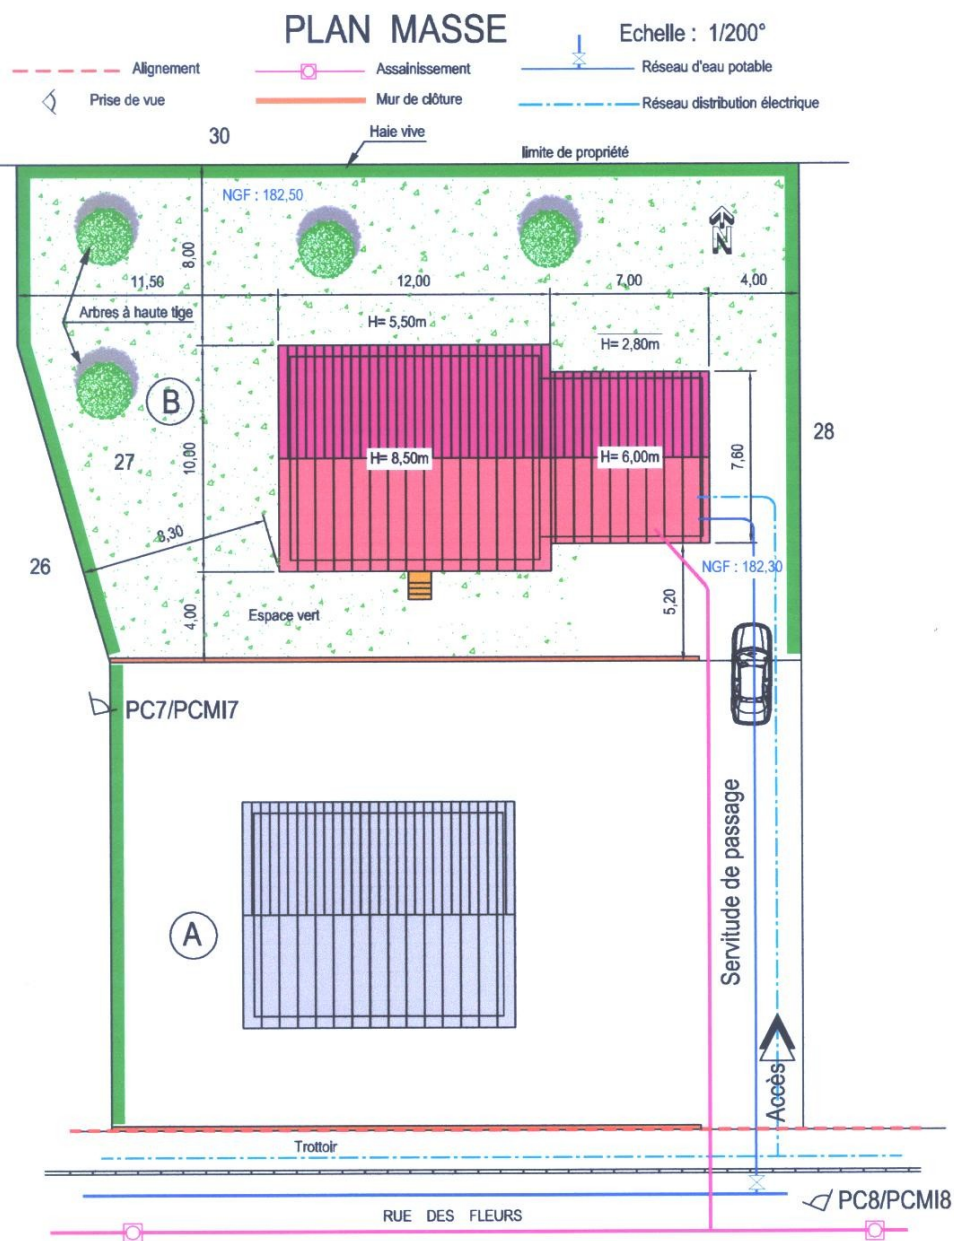 PLAN MASSE
Echelle : 1/200°
Alignement
Assainissement
Réseau d'eau potable
Prise de vue
Mur de clôture
Réseau distribution électrique
30
Haie vive
limite de propriété
NGF : 182,50
N
8,00
11,50
12,00
7,00
4,00
Arbres à haute tige
H= 5,50m
H= 2,80m
B
28
27
10,00
H= 8,50m
H= 6,00m
7,60
26
8,30
NGF : 182,30
4,00
Espace vert
5,20
PC7/PCMI7
Servitude de passage
A
Accès
Trottoir
PC8/PCMI8
RUE DES FLEURS